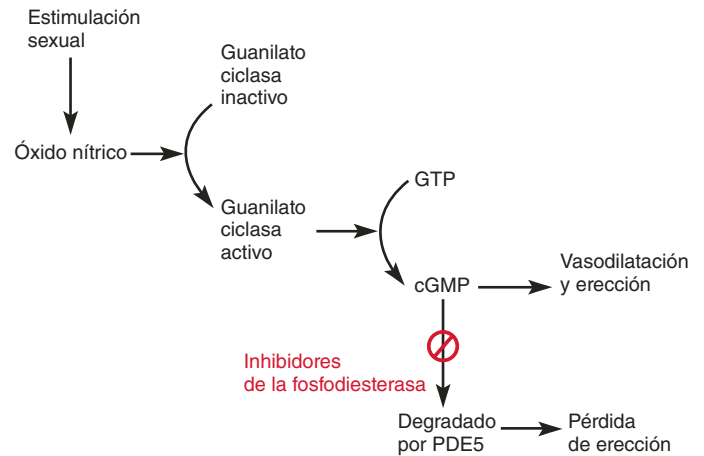 Estimulación
sexual
Guanilato
ciclasa
inactivo
Óxido nítrico
GTP
Guanilato
ciclasa
activo
Vasodilatación
y erección
cGMP
Inhibidores
de la fosfodiesterasa
Degradado
por PDE5
Pérdida
de erección